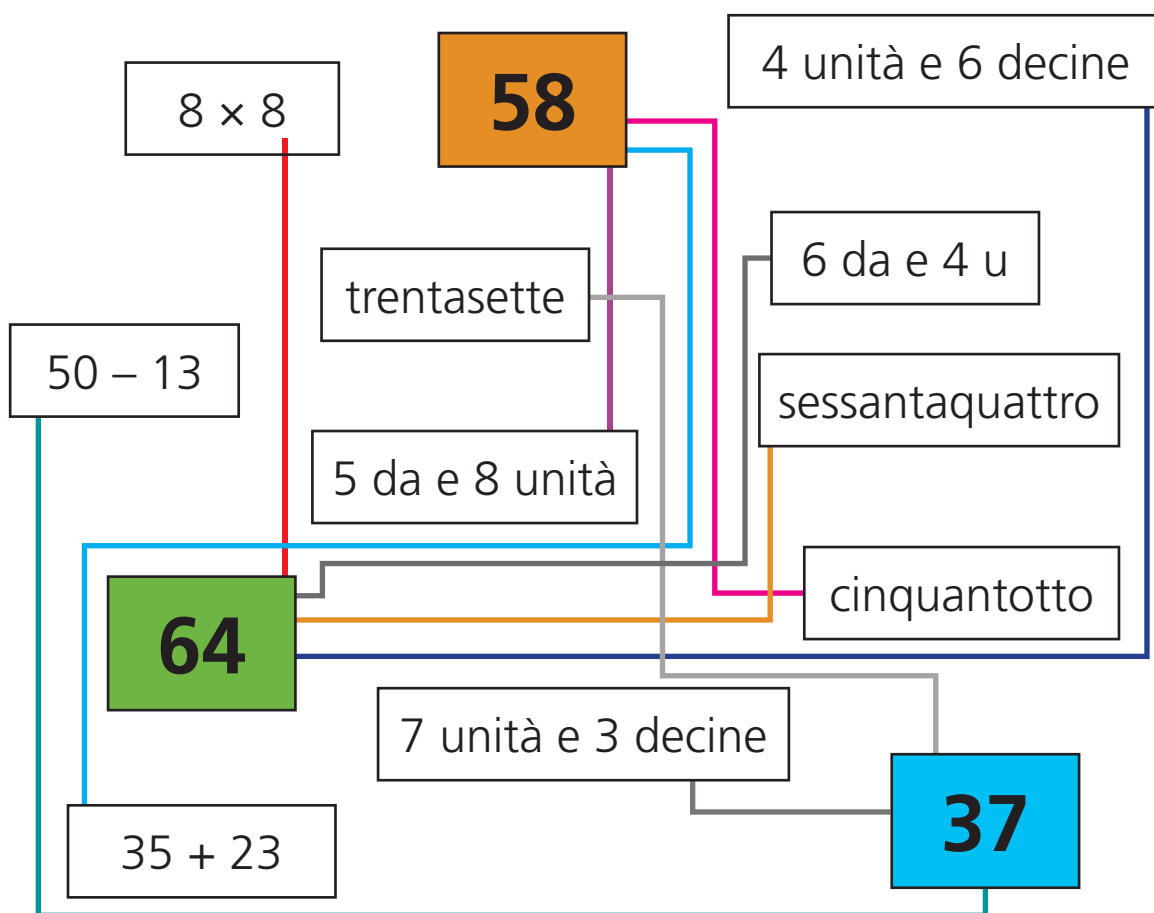 58
4 unità e 6 decine
8 × 8
6 da e 4 u
trentasette
50 – 13
sessantaquattro
5 da e 8 unità
cinquantotto
64
7 unità e 3 decine
37
35 + 23